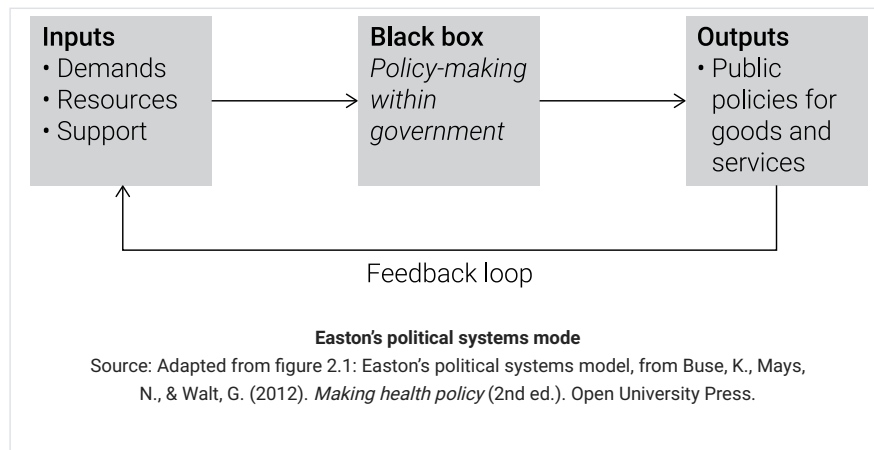 Inputs
• Demands
• Resources
• Support
Black box
Policy-making
within
government
Outputs
• Public
policies for
goods and
services
Feedback loop
Easton's political systems mode
Source: Adapted from figure 2.1: Easton's political systems model, from Buse, K., Mays,
N., & Walt, G. (2012). Making health policy (2nd ed.). Open University Press.